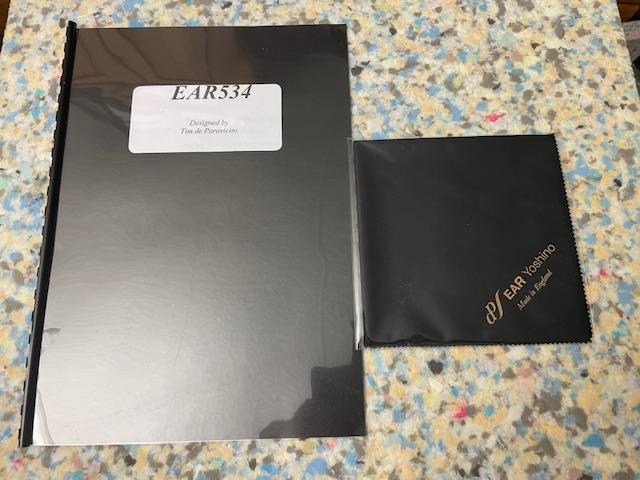 EAR534
Designed by
Tim de Paravicini
EAR Yoshino
Made in England